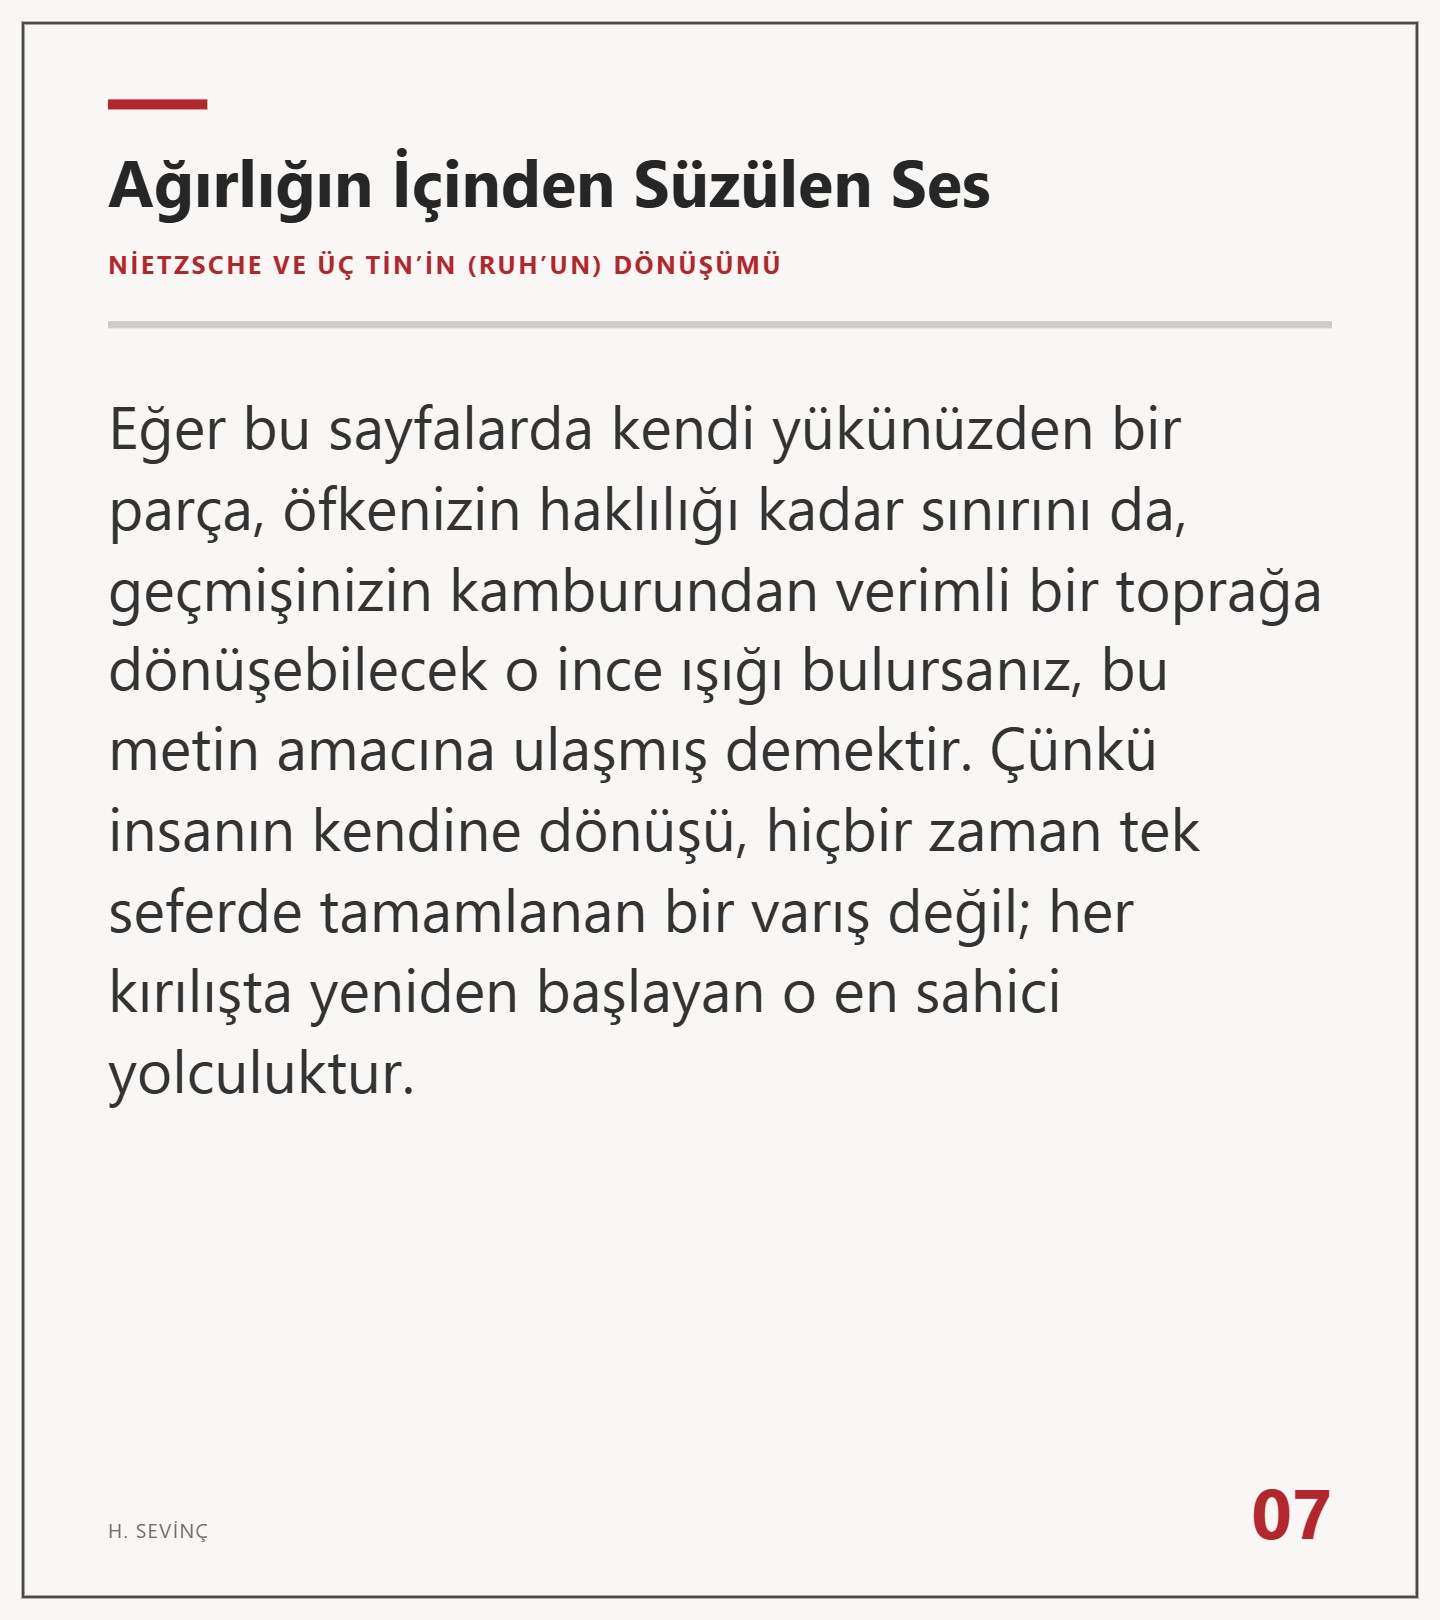 Ağırlığın İçinden Süzülen Ses
NİETZSCHE VE ÜÇ TİN’İN (RUH’UN) DÖNÜŞÜMÜ
Eğer bu sayfalarda kendi yükünüzden bir
parça, öfkenizin haklılığı kadar sınırını da,
geçmişinizin kamburundan verimli bir toprağa
dönüşebilecek o ince ışığı bulursanız, bu
metin amacına ulaşmış demektir. Çünkü
insanın kendine dönüşü, hiçbir zaman tek
seferde tamamlanan bir varış değil; her
kırılışta yeniden başlayan o en sahici
yolculuktur.
H. SEVİNÇ
07